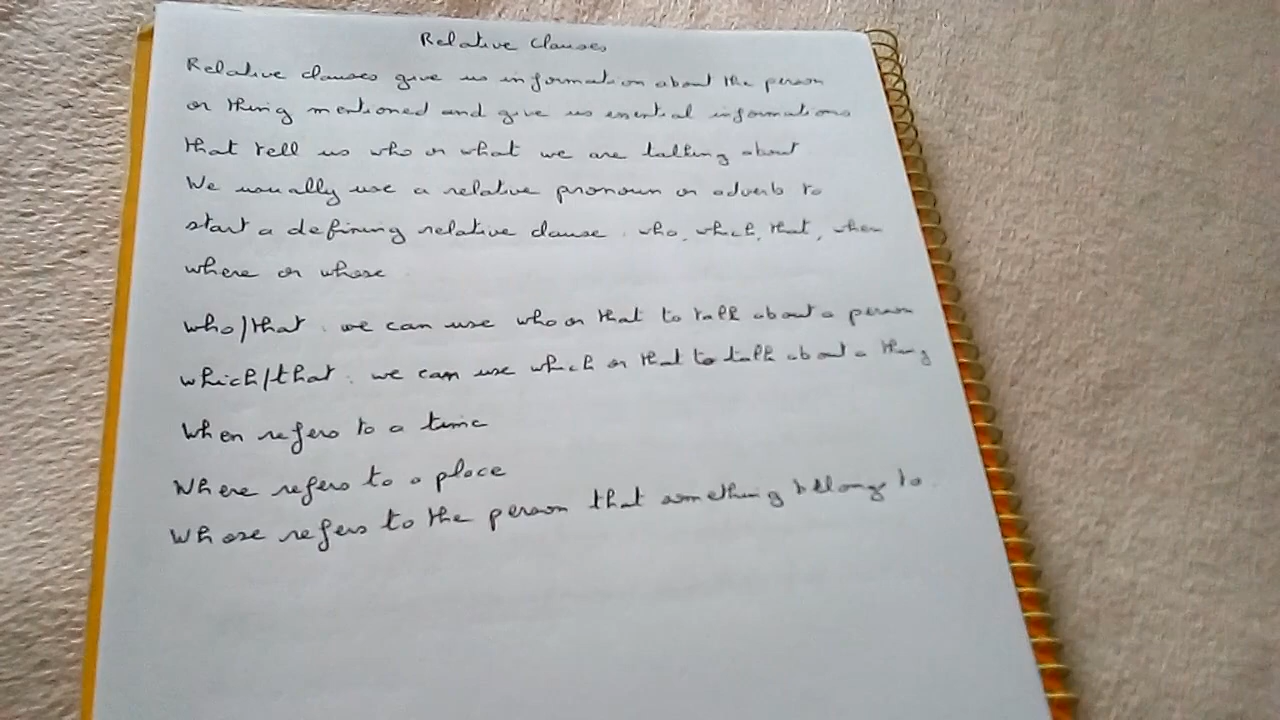 Relative Clauses
Relative clauses give us information about the person
or thing mentioned and give us essential informations
that tell us who or what we are talking about
We usually use a relative pronoun or adverb to
start a defining relative clause : who, which, that, when
where or whose
who/that : we can use who or that to talk about a person
which/that : we can use which or that to talk about a thing
When refers to a time
Where refers to a place
Whose refers to the person that something belongs to